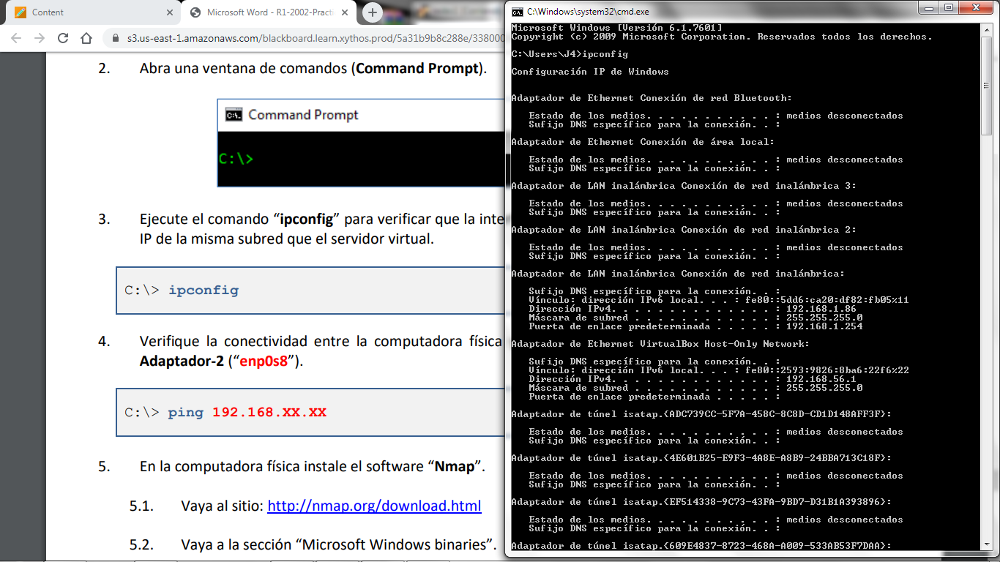 Content
Microsoft Word - R1-2002-Practi
s3.us-east-1.amazonaws.com/blackboard.learn.xythos.prod/5a31b9b8c288e/338000
2. Abra una ventana de comandos (Command Prompt).
Command Prompt
C:\>
3. Ejecute el comando “ipconfig” para verificar que la inte
IP de la misma subred que el servidor virtual.
C:\> ipconfig
4. Verifique la conectividad entre la computadora física
Adaptador-2 (“enp0s8”).
C:\> ping 192.168.XX.XX
5. En la computadora física instale el software “Nmap”.
5.1. Vaya al sitio: http://nmap.org/download.html
5.2. Vaya a la sección “Microsoft Windows binaries”.
C:\Windows\system32\cmd.exe
Microsoft Windows [Versión 6.1.7601]
Copyright (c) 2009 Microsoft Corporation. Reservados todos los derechos.
C:\Users\J4>ipconfig
Configuración IP de Windows
Adaptador de Ethernet Conexión de red Bluetooth:
Estado de los medios. . . . . . . . . . . : medios desconectados
Sufijo DNS específico para la conexión. . :
Adaptador de Ethernet Conexión de área local:
Estado de los medios. . . . . . . . . . . : medios desconectados
Sufijo DNS específico para la conexión. . :
Adaptador de LAN inalámbrica Conexión de red inalámbrica 3:
Estado de los medios. . . . . . . . . . . : medios desconectados
Sufijo DNS específico para la conexión. . :
Adaptador de LAN inalámbrica Conexión de red inalámbrica 2:
Estado de los medios. . . . . . . . . . . : medios desconectados
Sufijo DNS específico para la conexión. . :
Adaptador de LAN inalámbrica Conexión de red inalámbrica:
Sufijo DNS específico para la conexión. . :
Vínculo: dirección IPv6 local. . . : fe80::5dd6:ca20:df82:fb05%11
Dirección IPv4. . . . . . . . . . . . . . : 192.168.1.86
Máscara de subred . . . . . . . . . . . . : 255.255.255.0
Puerta de enlace predeterminada . . . . . : 192.168.1.254
Adaptador de Ethernet VirtualBox Host-Only Network:
Sufijo DNS específico para la conexión. . :
Vínculo: dirección IPv6 local. . . : fe80::2593:9826:8ba6:22f6%22
Dirección IPv4. . . . . . . . . . . . . . : 192.168.56.1
Máscara de subred . . . . . . . . . . . . : 255.255.255.0
Puerta de enlace predeterminada . . . . . :
Adaptador de túnel isatap.{ADC739CC-5F7A-458C-8C8D-CD1D148AFF3F}:
Estado de los medios. . . . . . . . . . . : medios desconectados
Sufijo DNS específico para la conexión. . :
Adaptador de túnel isatap.{4E601B25-E9F3-4A8E-A8B9-24BBA713C18F}:
Estado de los medios. . . . . . . . . . . : medios desconectados
Sufijo DNS específico para la conexión. . :
Adaptador de túnel isatap.{EF514338-9C73-43FA-9BD7-D31B1A393896}:
Estado de los medios. . . . . . . . . . . : medios desconectados
Sufijo DNS específico para la conexión. . :
Adaptador de túnel isatap.{609E4837-8723-468A-A009-533AB53F7DAA}: